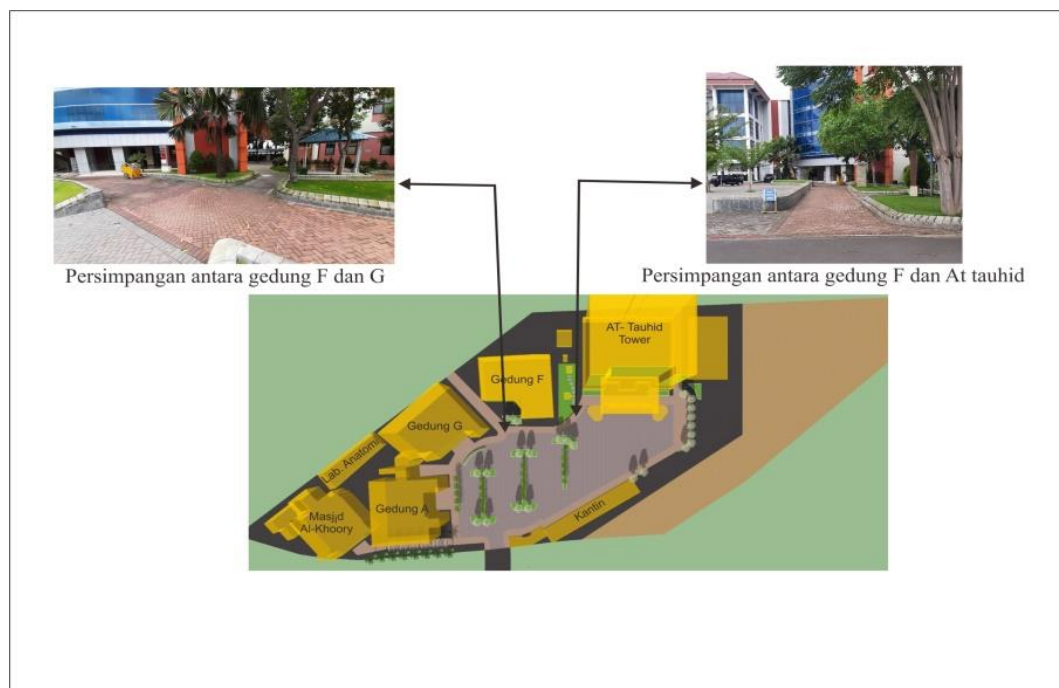 Persimpangan antara gedung F dan G
Persimpangan antara gedung F dan At tauhid
AT- Tauhid
Tower
Gedung F
Gedung G
Lab. Anatomi
Gedung A
Masjid
Al-Khoory
Kantin